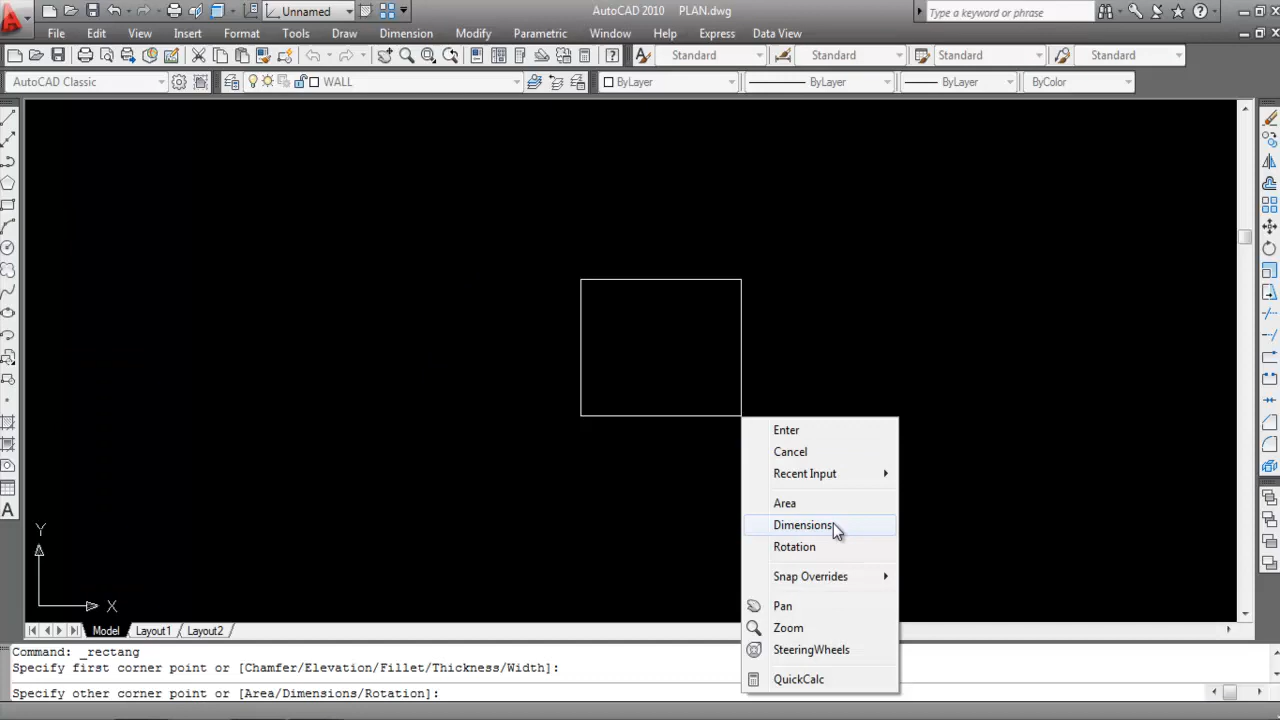 Unnamed AutoCAD 2010 PLAN.dwg Type a keyword or phrase
File Edit View Insert Format Tools Draw Dimension Modify Parametric Window Help Express Data View
Standard Standard Standard Standard
AutoCAD Classic WALL ByLayer ByLayer ByLayer ByColor
Enter
Cancel
Recent Input
Area
Dimensions
Rotation
Snap Overrides
Pan
Zoom
SteeringWheels
QuickCalc
Y
X
A
Model Layout1 Layout2
Command: _rectang
Specify first corner point or [Chamfer/Elevation/Fillet/Thickness/Width]:
Specify other corner point or [Area/Dimensions/Rotation]: